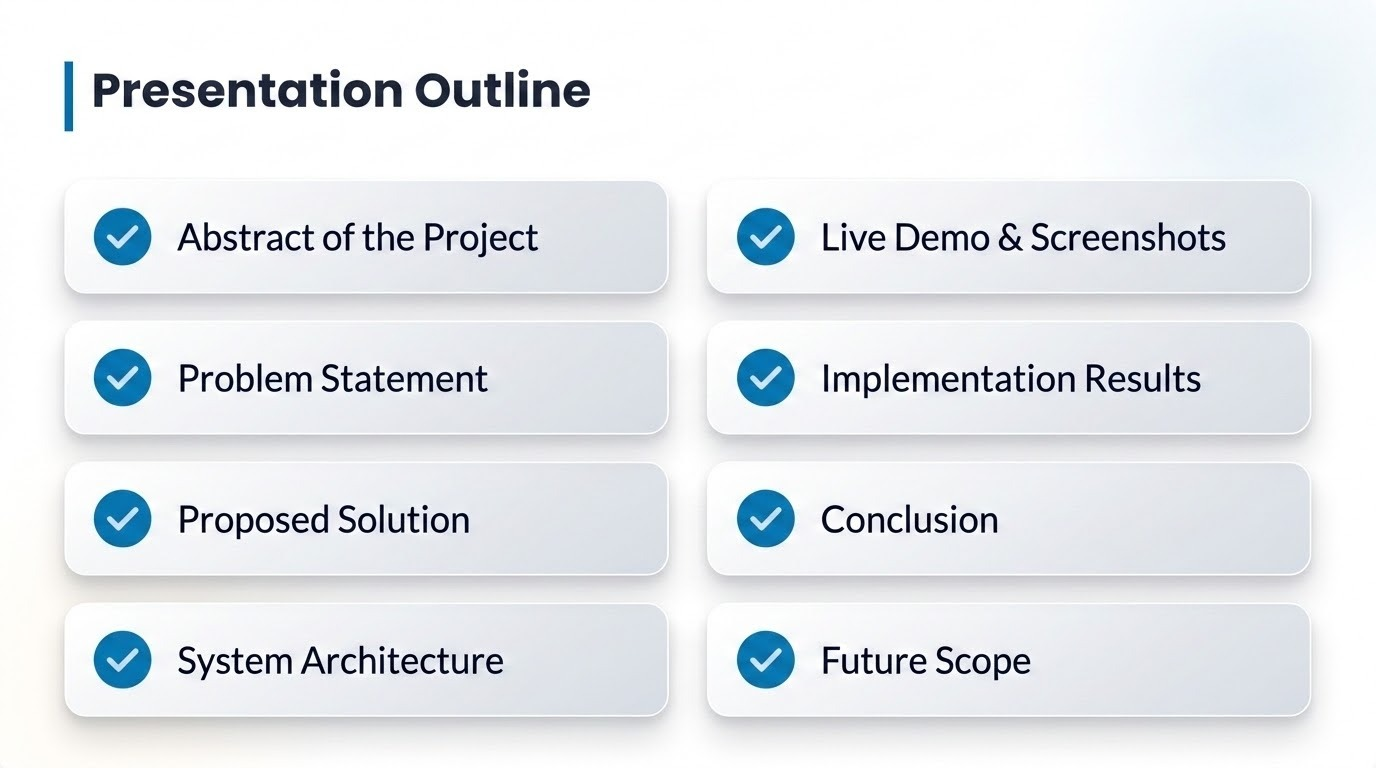 Presentation Outline
Abstract of the Project
Problem Statement
Proposed Solution
System Architecture
Live Demo & Screenshots
Implementation Results
Conclusion
Future Scope